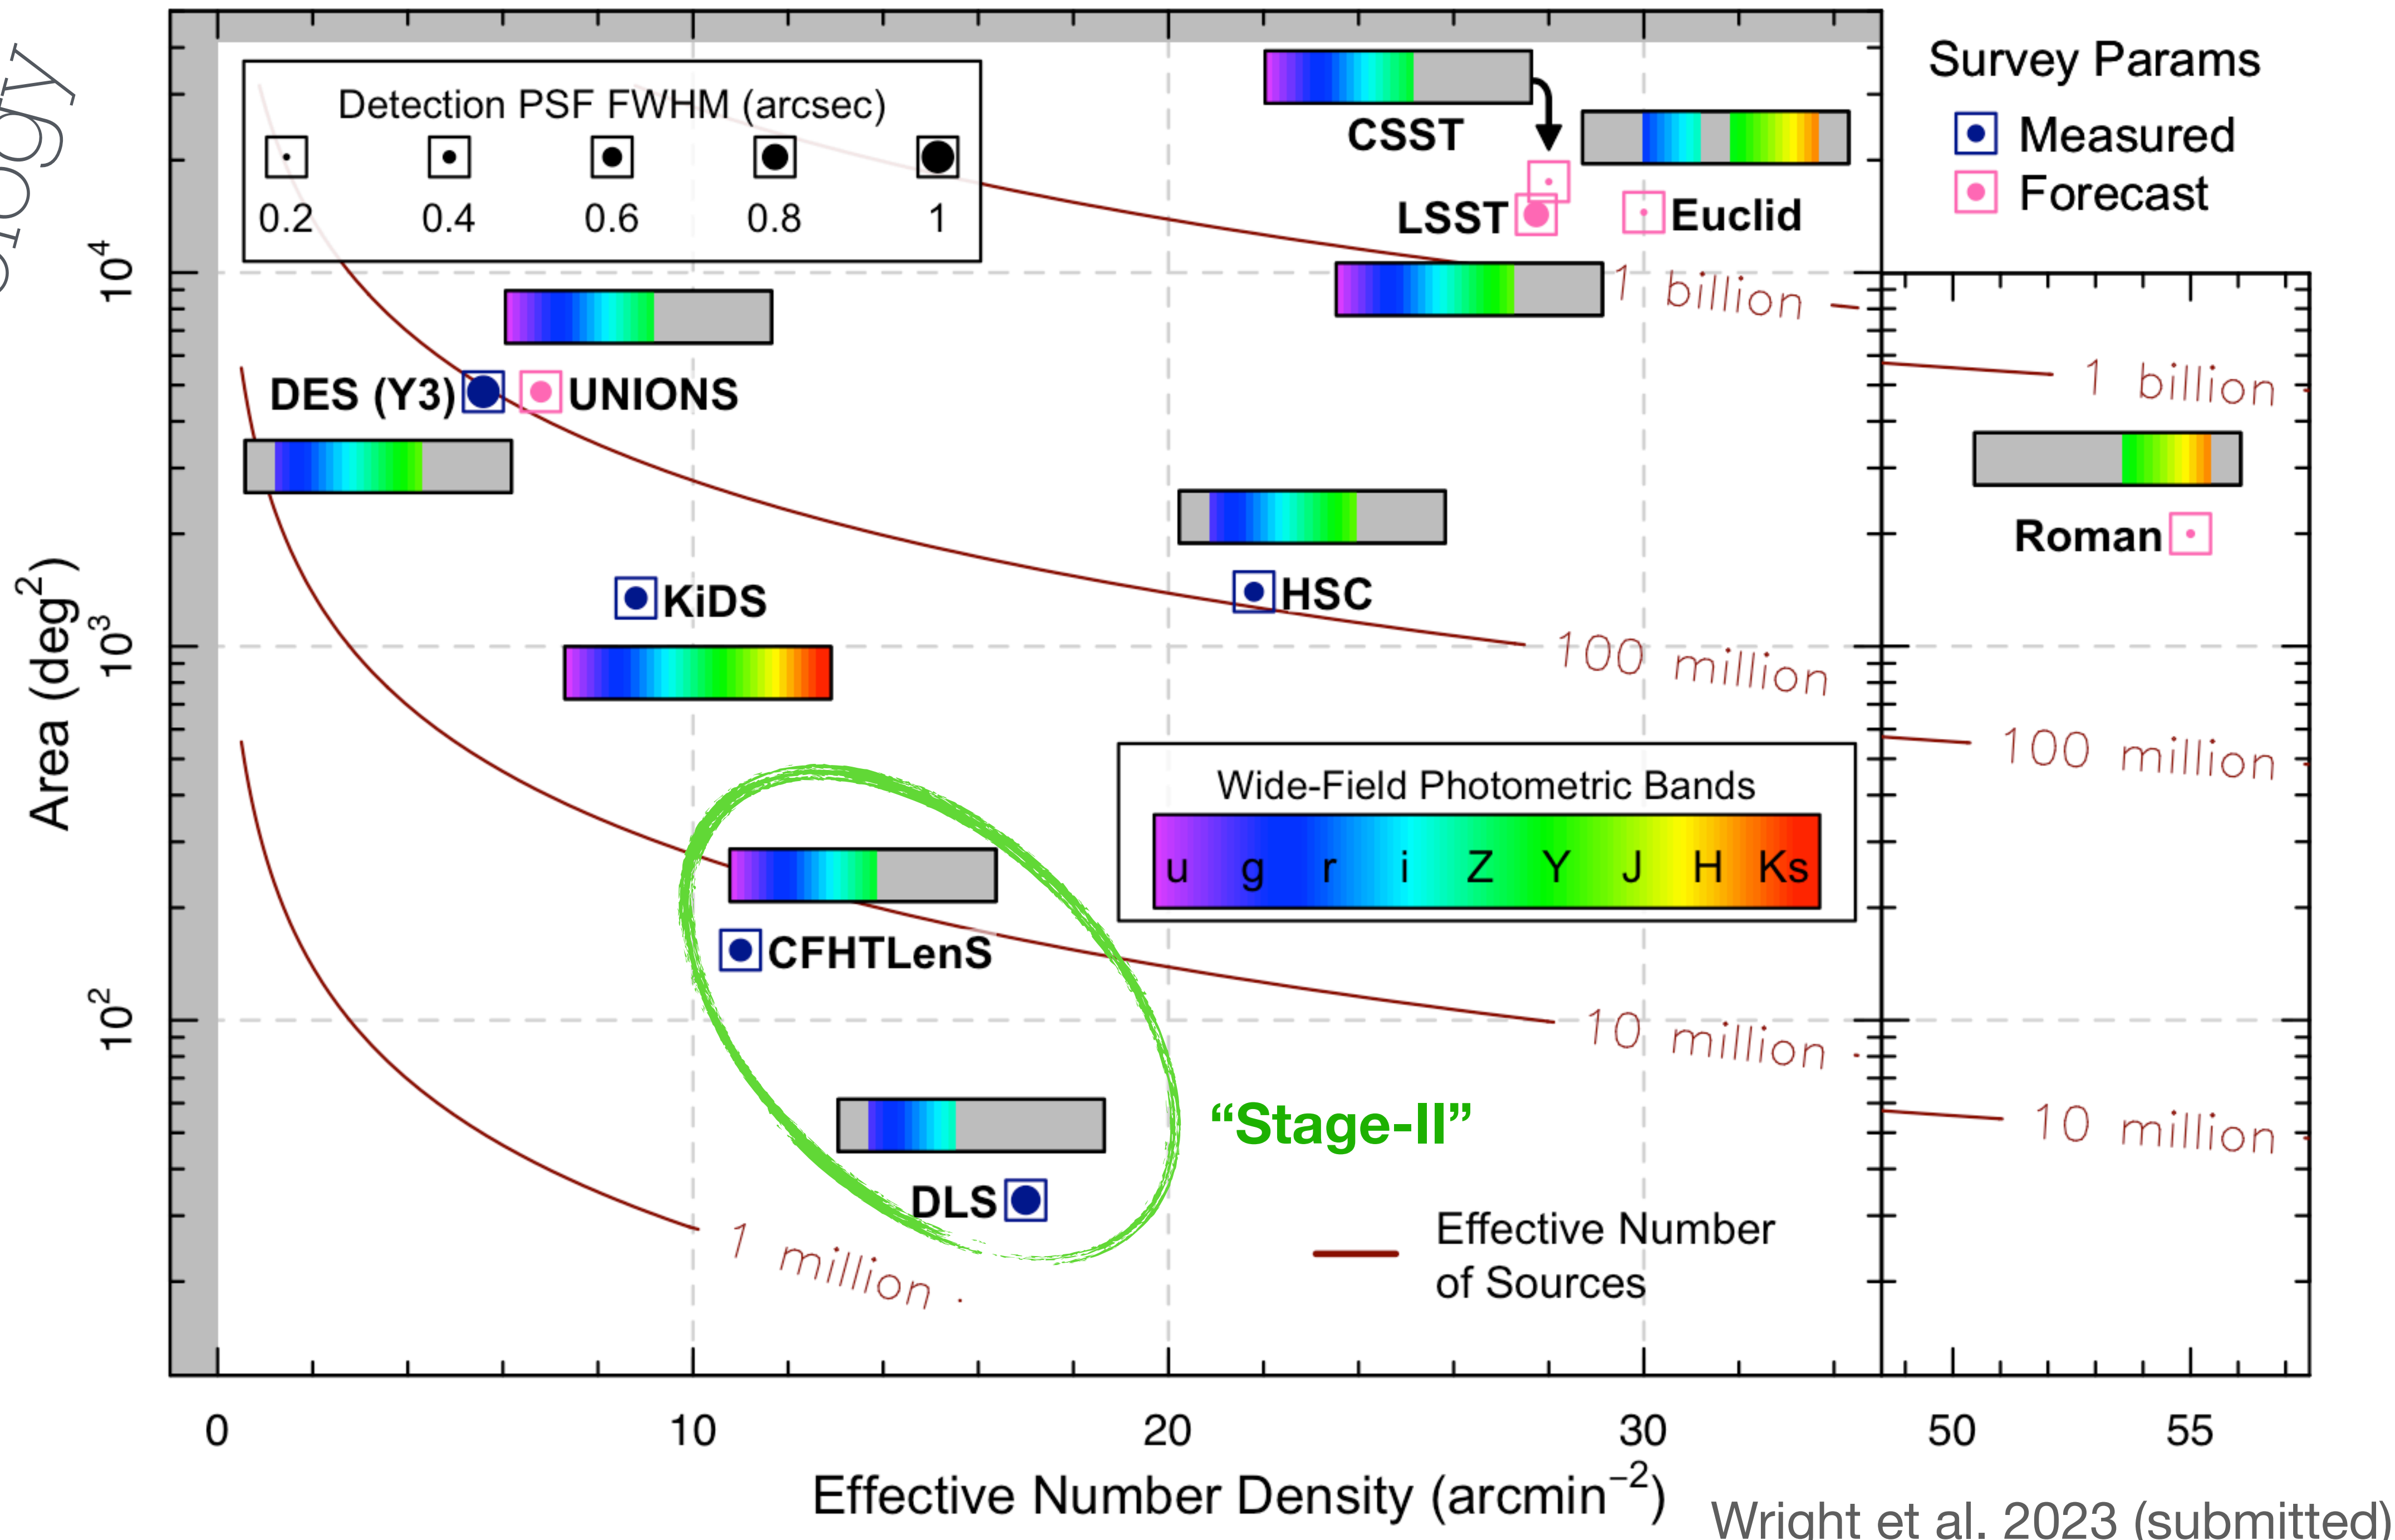 Detection PSF FWHM (arcsec)
0.2 0.4 0.6 0.8 1
CSST
LSST
Euclid
Survey Params
Measured
Forecast
1 billion
1 billion
DES (Y3)
UNIONS
Roman
KiDS
HSC
100 million
100 million
Wide-Field Photometric Bands
u g r i Z Y J H Ks
CFHTLenS
10 million
10 million
“Stage-II”
DLS
1 million
Effective Number
of Sources
Area (deg²)
10⁴
10³
10²
0 10 20 30 50 55
Effective Number Density (arcmin⁻²)
Wright et al. 2023 (submitted)